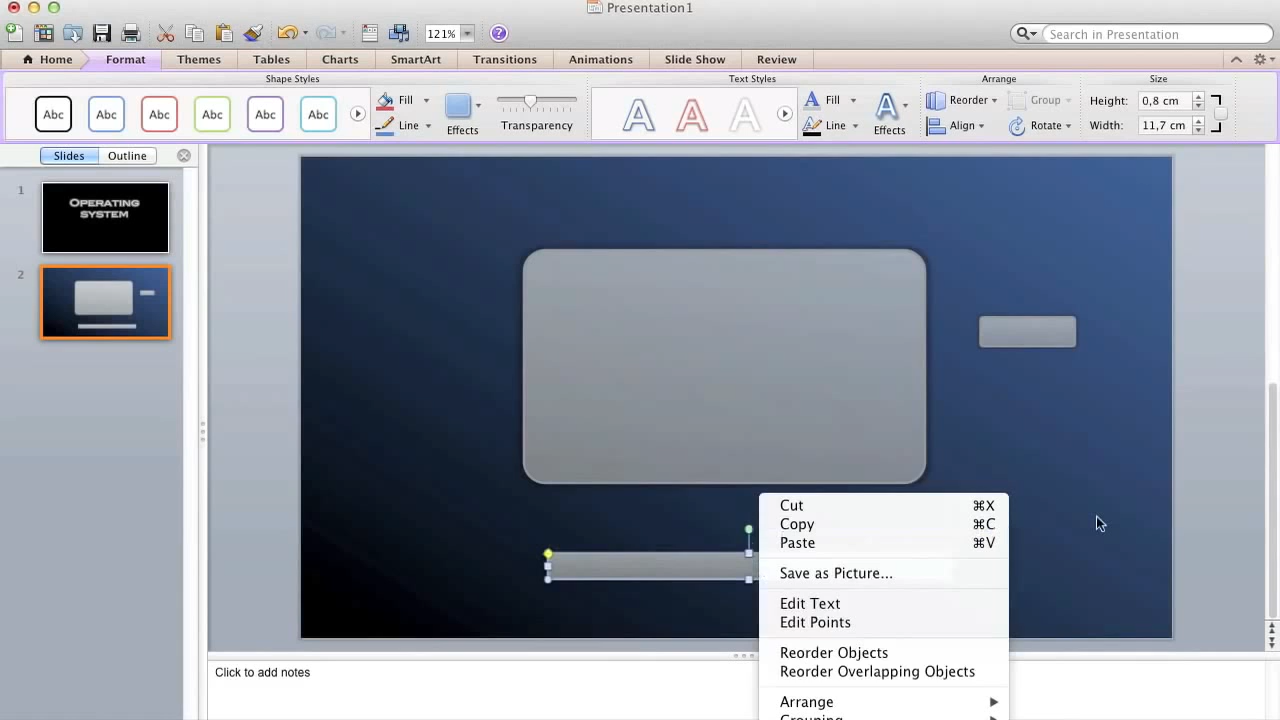 Presentation1
121%
Search in Presentation
Home Format Themes Tables Charts SmartArt Transitions Animations Slide Show Review
Shape Styles Text Styles Arrange Size
Abc Abc Abc Abc Abc Abc
Fill
Line
Effects
Transparency
Fill
Line
Effects
Reorder
Align
Group
Rotate
Height: 0,8 cm
Width: 11,7 cm
Slides Outline
1
Operating
system
2
Cut ⌘X
Copy ⌘C
Paste ⌘V
Save as Picture...
Edit Text
Edit Points
Reorder Objects
Reorder Overlapping Objects
Arrange
Grouping
Click to add notes